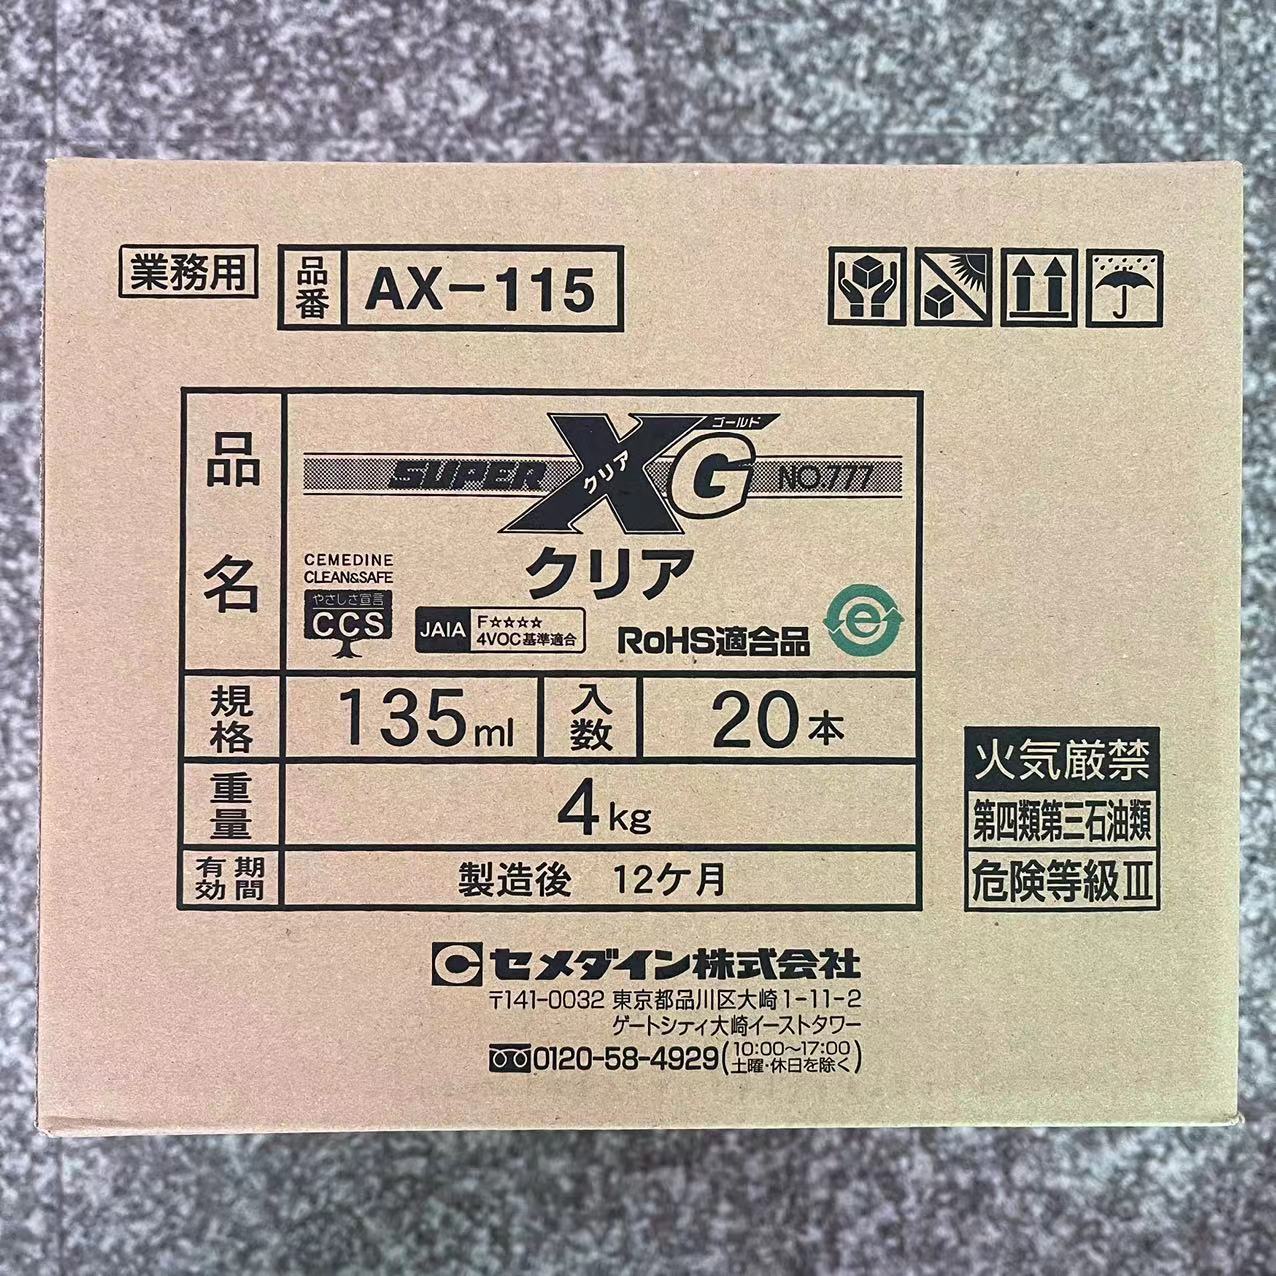 業務用
品番 AX-115
品名
ゴールド
SUPER X クリア G NO.777
クリア
CEMEDINE
CLEAN&SAFE
やさしさ宣言
CCS
JAIA F☆☆☆☆
4VOC基準適合
RoHS適合品
e
規格 135ml 入数 20本
重量 4kg
有効期間 製造後 12ケ月
火気厳禁
第四類第三石油類
危険等級Ⅲ
C セメダイン株式会社
〒141-0032 東京都品川区大崎1-11-2
ゲートシティ大崎イーストタワー
0120-58-4929(10:00～17:00
土曜・休日を除く)